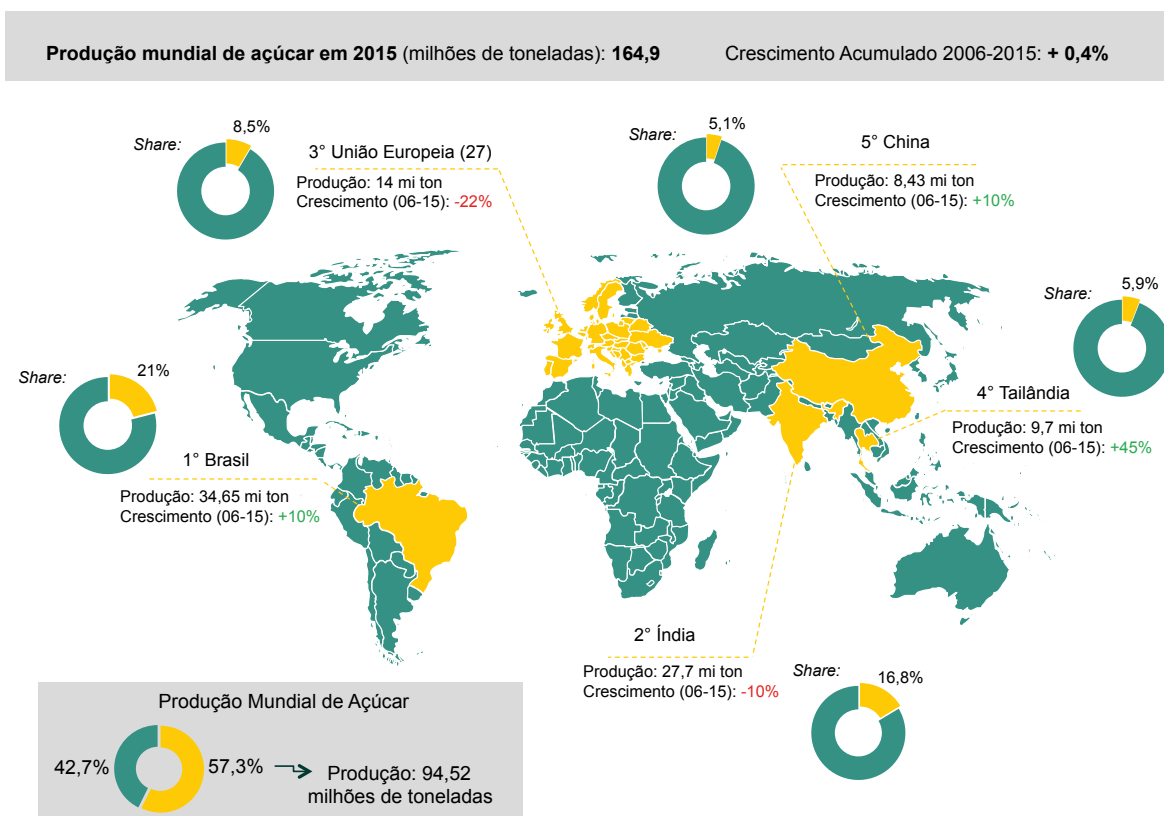 Produção mundial de açúcar em 2015 (milhões de toneladas): 164,9
Crescimento Acumulado 2006-2015: + 0,4%
Share:
8,5%
3° União Europeia (27)
Produção: 14 mi ton
Crescimento (06-15): -22%
Share:
5,1%
5° China
Produção: 8,43 mi ton
Crescimento (06-15): +10%
Share:
5,9%
4° Tailândia
Produção: 9,7 mi ton
Crescimento (06-15): +45%
Share:
21%
1° Brasil
Produção: 34,65 mi ton
Crescimento (06-15): +10%
2° Índia
Produção: 27,7 mi ton
Crescimento (06-15): -10%
Share:
16,8%
Produção Mundial de Açúcar
42,7%
57,3%
Produção: 94,52
milhões de toneladas